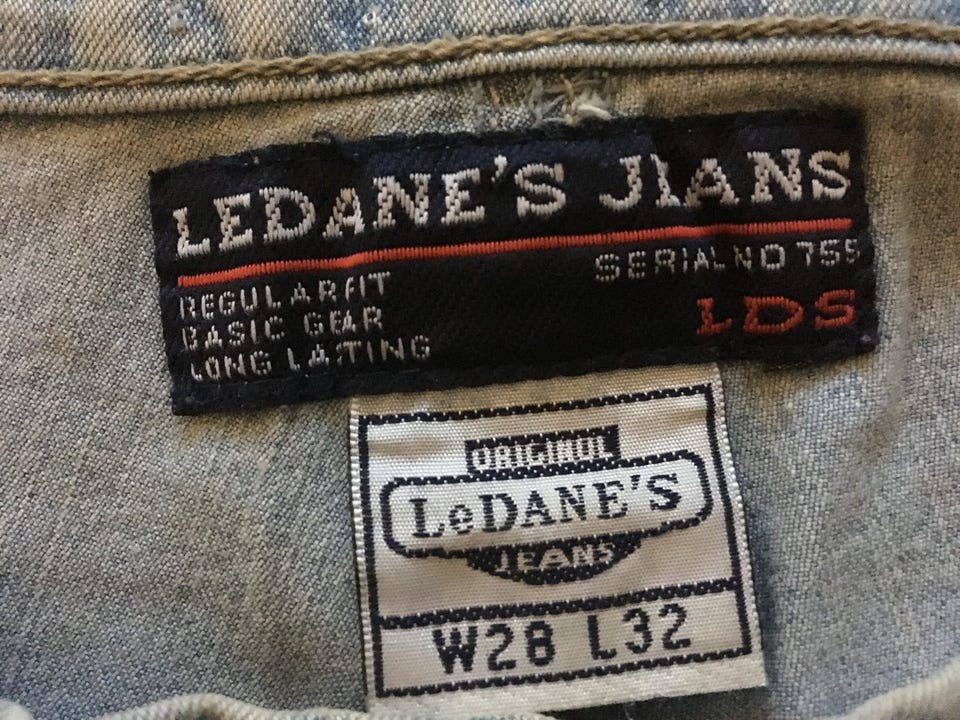 LEDANE'S JEANS
REGULAR FIT
BASIC GEAR
LONG LASTING
SERIAL NO 755
LDS
ORIGINAL
LeDANE'S
JEANS
W28 L32